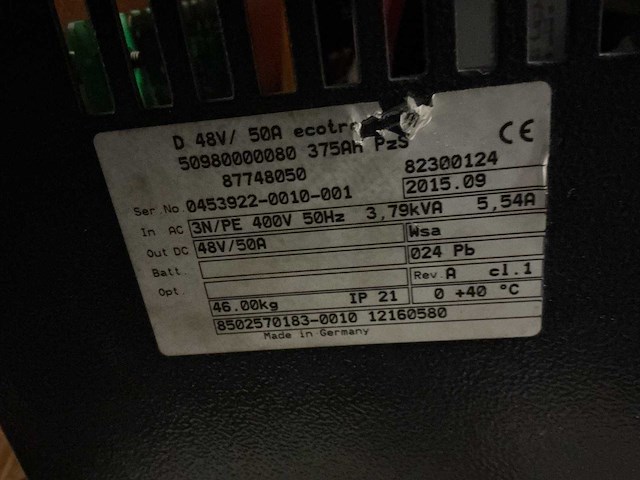 D 48V/ 50A
50980000080 375Ah PzS
87748050
CE
82300124
Ser.No.0453922-0010-001
2015.09
In AC 3N/PE 400V 50Hz 3,79kVA 5,54A
Out DC 48V/50A
Wsa
Batt.
024 Pb
Opt.
Rev.A cl.1
46.00kg IP 21
0 +40 °C
8502570183-0010 12160580
Made in Germany